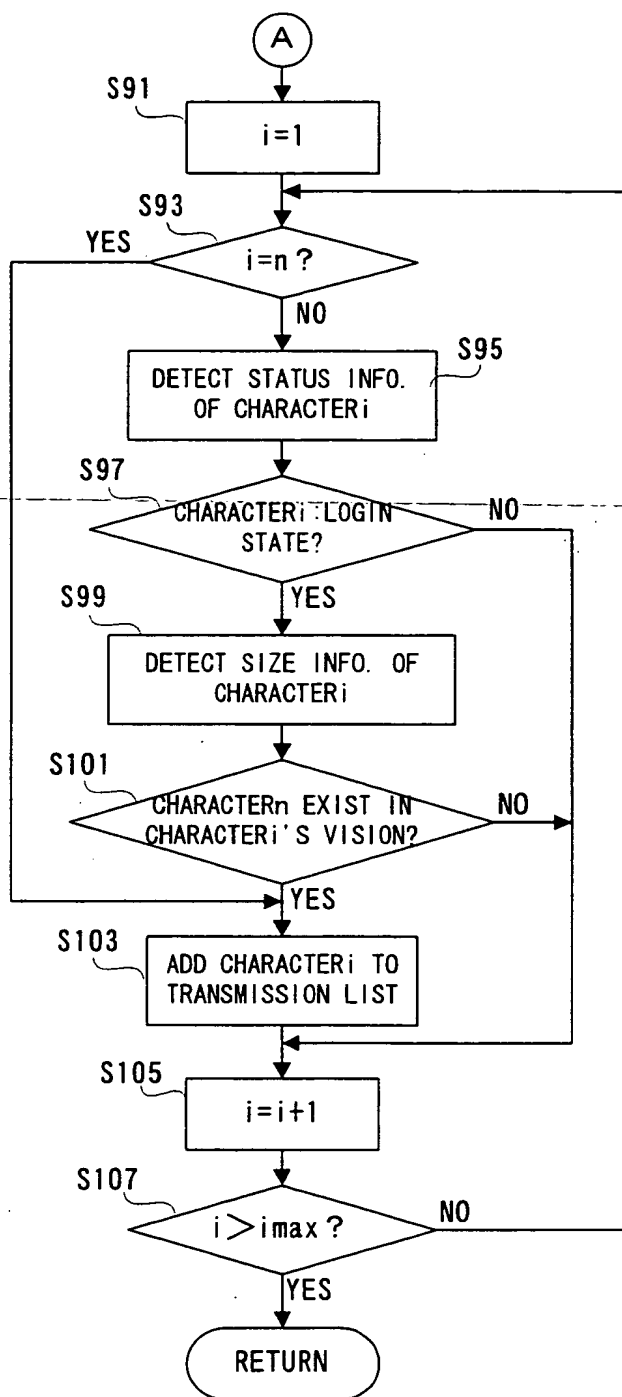 A
S91
i=1
S93
YES
i=n?
NO
S95
DETECT STATUS INFO.
OF CHARACTERi
S97
CHARACTERi:LOGIN
STATE?
NO
YES
S99
DETECT SIZE INFO. OF
CHARACTERi
S101
CHARACTERn EXIST IN
CHARACTERi'S VISION?
NO
YES
S103
ADD CHARACTERi TO
TRANSMISSION LIST
S105
i=i+1
S107
i>imax?
NO
YES
RETURN